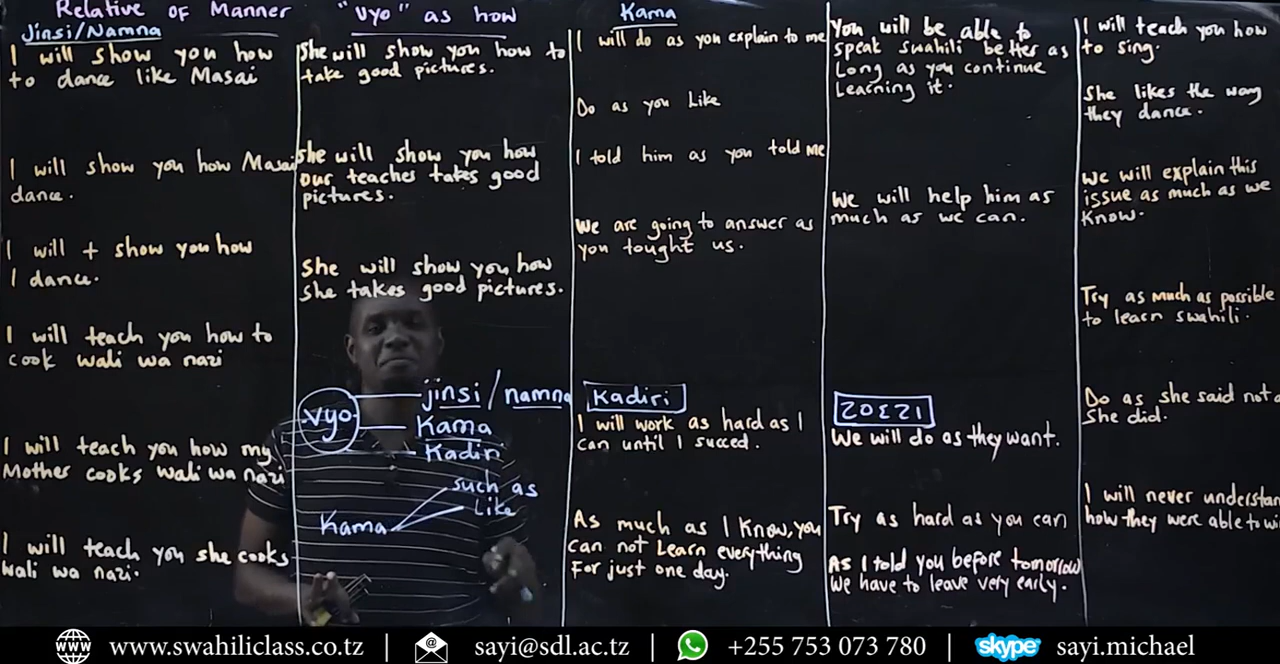 Relative of Manner "vyo" as how
Jinsi/Namna
I will show you how
to dance like Masai
I will show you how Masai
dance.
I will + show you how
I dance.
I will teach you how to
cook wali wa nazi
I will teach you how my
Mother cooks wali wa nazi
I will teach you she cooks
wali wa nazi.
She will show you how to
take good pictures.
She will show you how
our teaches takes good
pictures.
She will show you how
she takes good pictures.
vyo
jinsi / namna
Kama
Kadiri
Kama
such as
Like
Kama
I will do as you explain to me
Do as you Like
I told him as you told me
We are going to answer as
you tought us.
Kadiri
I will work as hard as I
can until I succed.
As much as I know, you
can not Learn everything
For just one day.
You will be able to
speak swahili better as
Long as you continue
Learning it.
We will help him as
much as we can.
We will do as they want.
Try as hard as you can
As I told you before tomorrow
we have to leave very early.
I will teach you how
to sing.
She likes the way
they dance.
We will explain this
issue as much as we
know.
Try as much as possible
to learn swahili.
Do as she said not a
she did.
I will never understan
how they were able to wi
www.swahiliclass.co.tz | sayi@sdl.ac.tz | +255 753 073 780 | skype sayi.michael